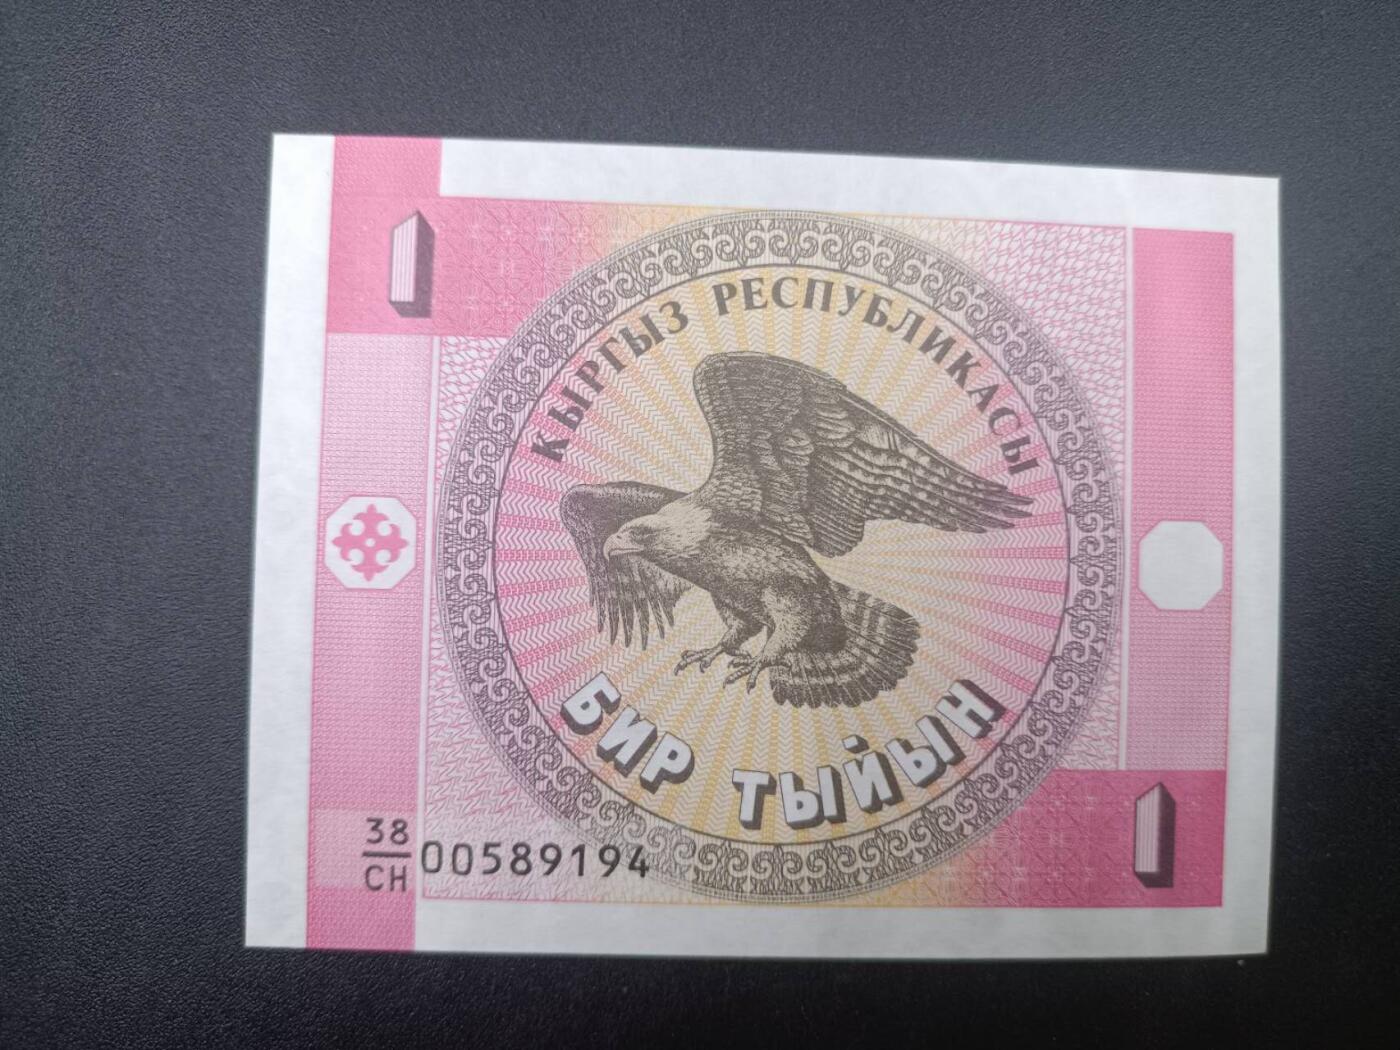 1
КЫРГЫЗ РЕСПУБЛИКАСЫ
БИР ТЫЙЫН
38
СН 00589194
1